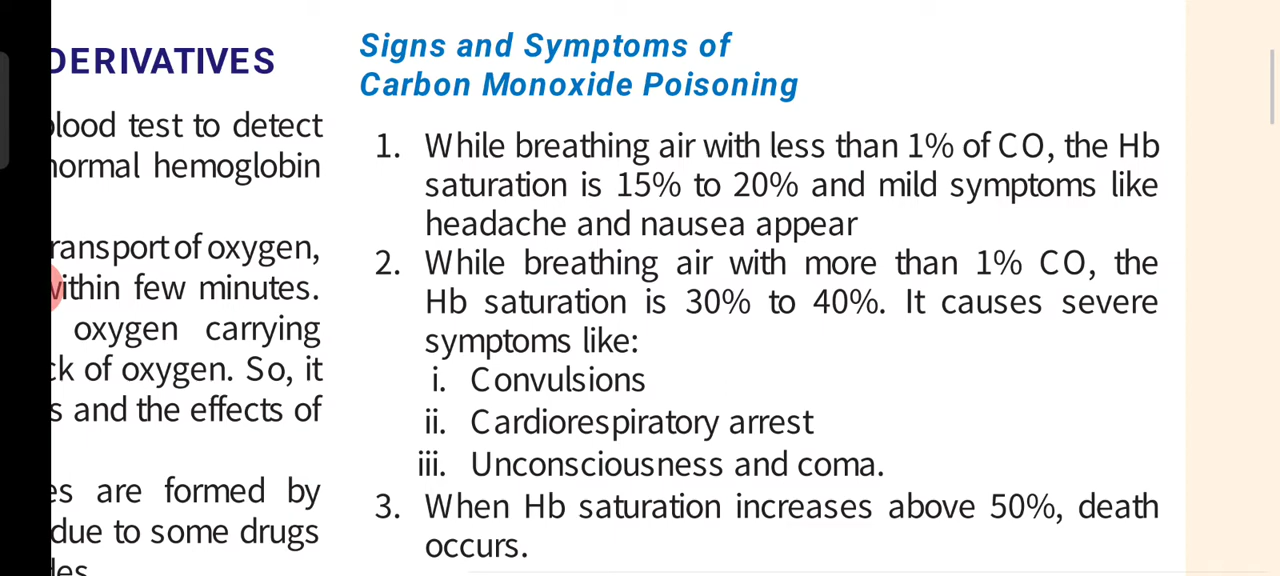 DERIVATIVES
blood test to detect
normal hemoglobin
transport of oxygen,
within few minutes.
oxygen carrying
of oxygen. So, it
and the effects of
are formed by
due to some drugs
Signs and Symptoms of
Carbon Monoxide Poisoning
1. While breathing air with less than 1% of CO, the Hb
saturation is 15% to 20% and mild symptoms like
headache and nausea appear
2. While breathing air with more than 1% CO, the
Hb saturation is 30% to 40%. It causes severe
symptoms like:
i. Convulsions
ii. Cardiorespiratory arrest
iii. Unconsciousness and coma.
3. When Hb saturation increases above 50%, death
occurs.